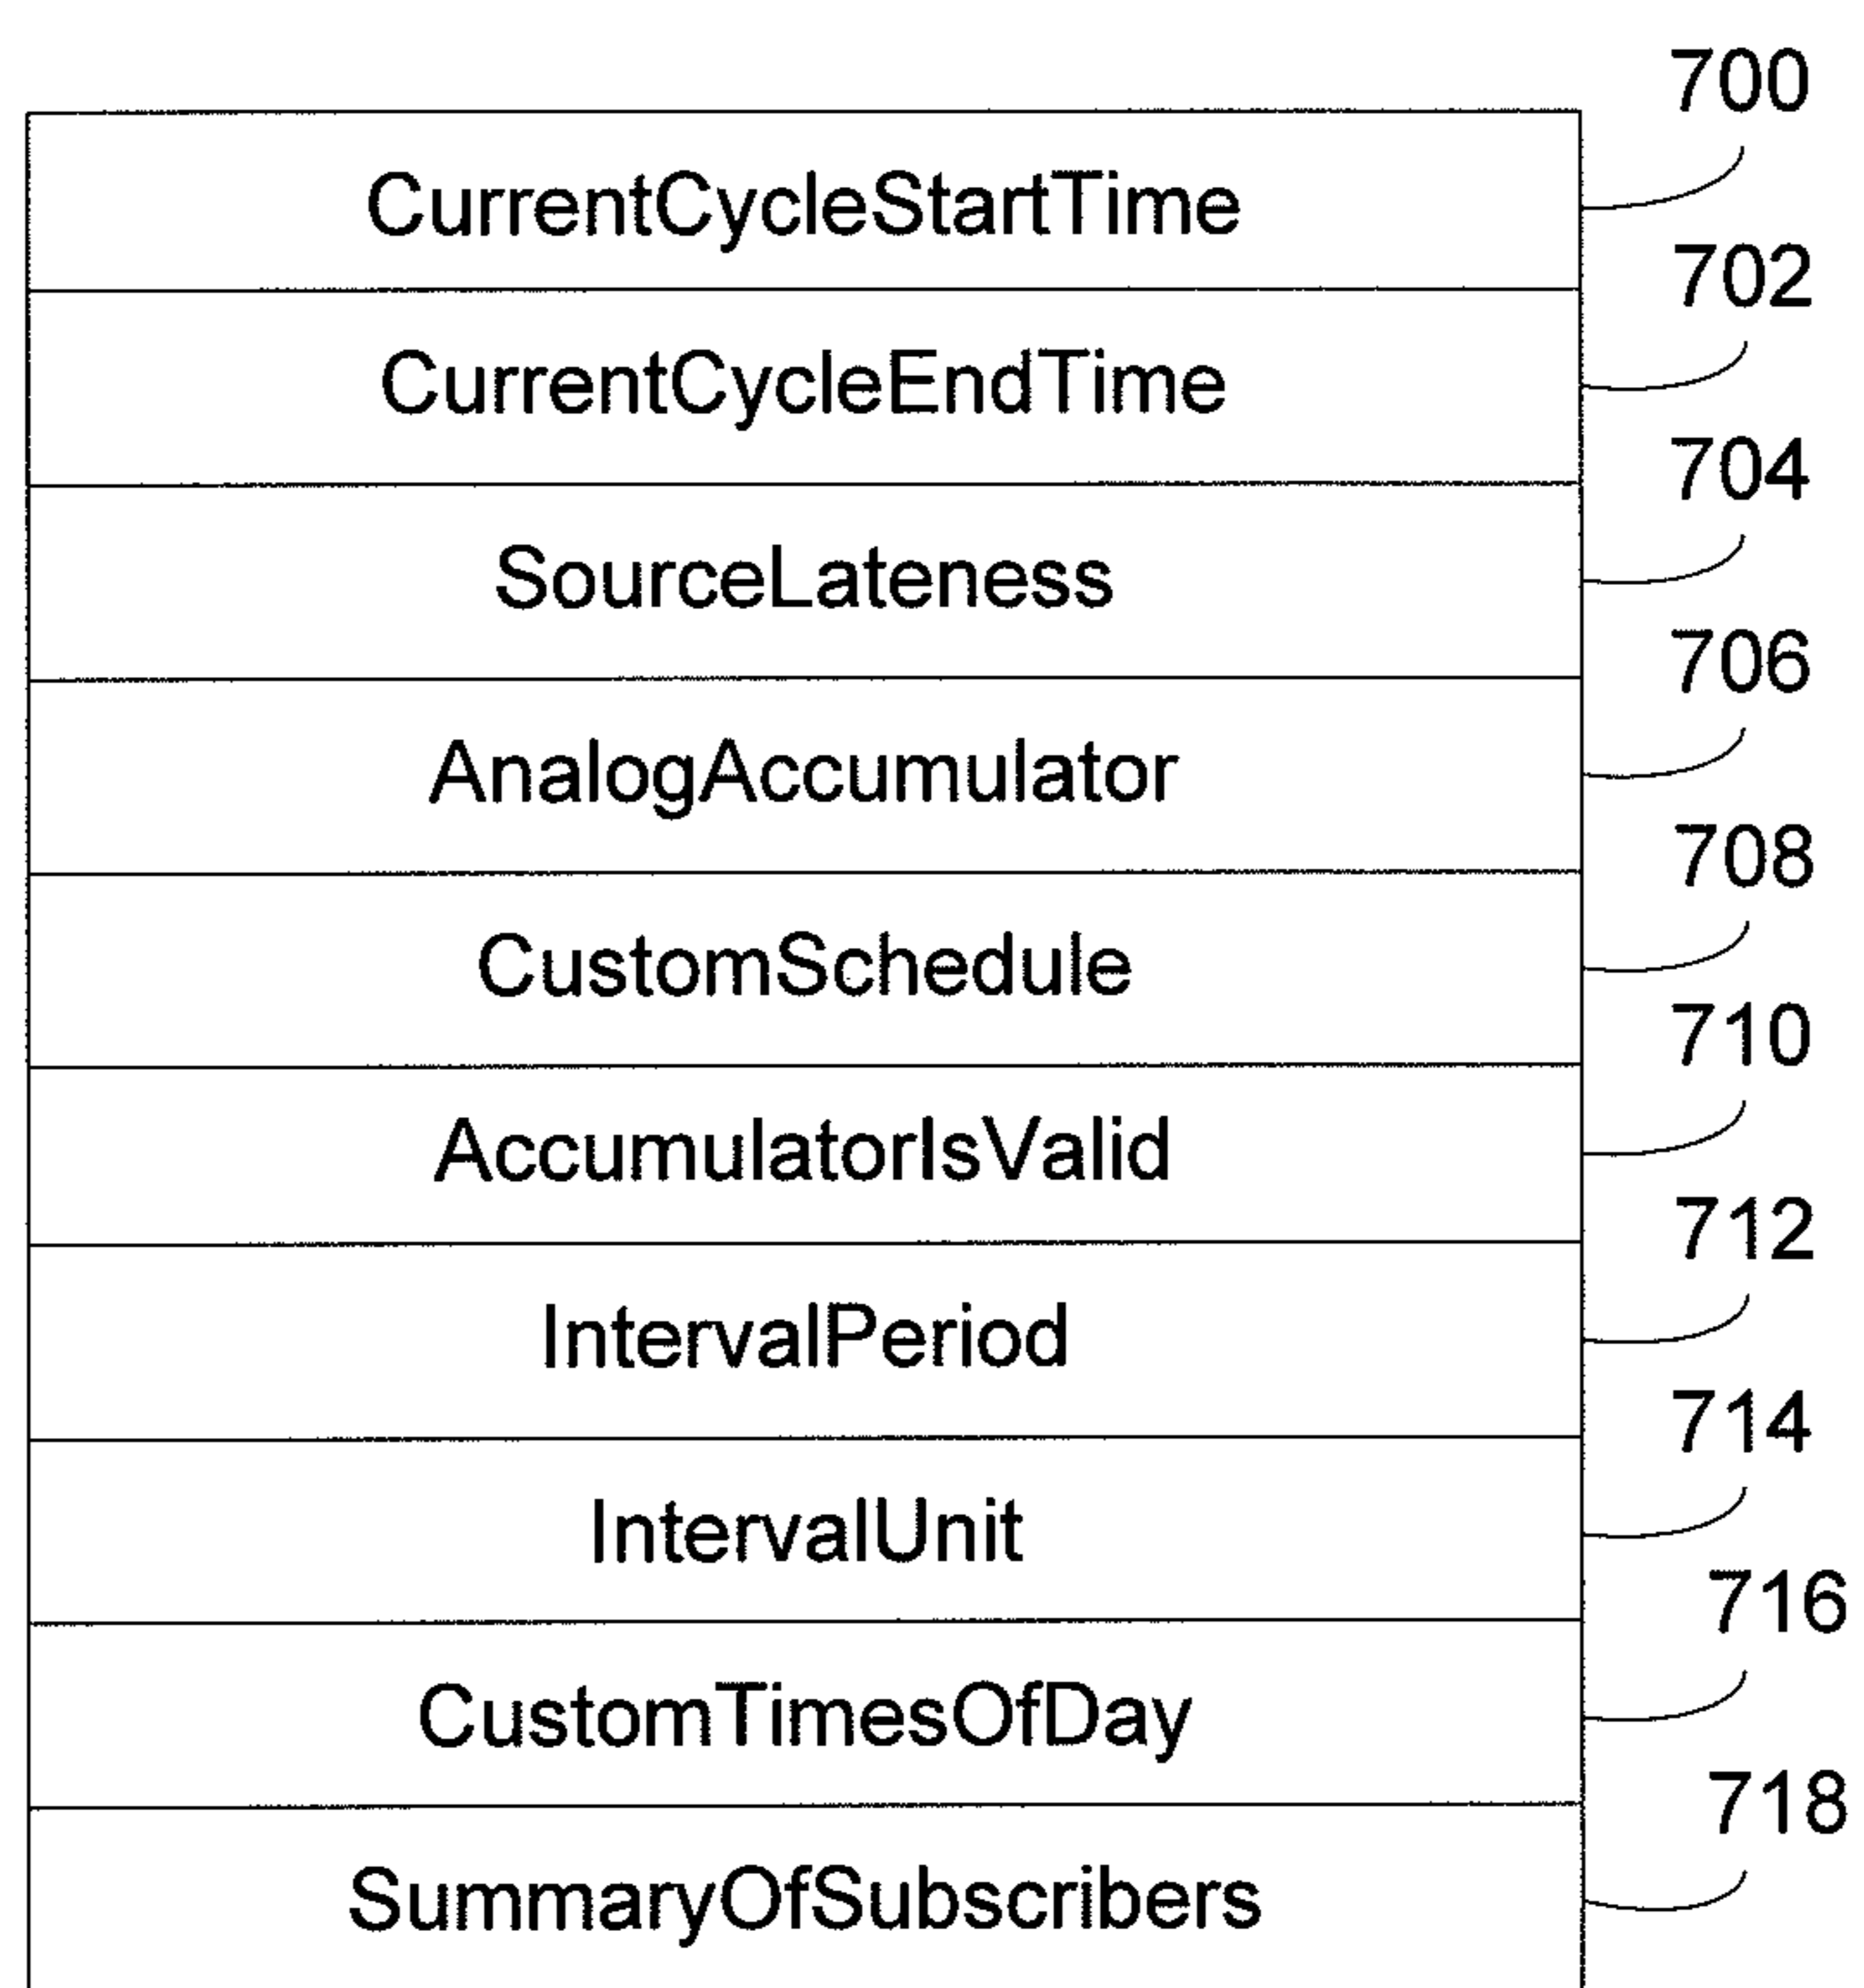 700
CurrentCycleStartTime
702
CurrentCycleEndTime
704
SourceLateness
706
AnalogAccumulator
708
CustomSchedule
710
AccumulatorIsValid
712
IntervalPeriod
714
IntervalUnit
716
CustomTimesOfDay
718
SummaryOfSubscribers